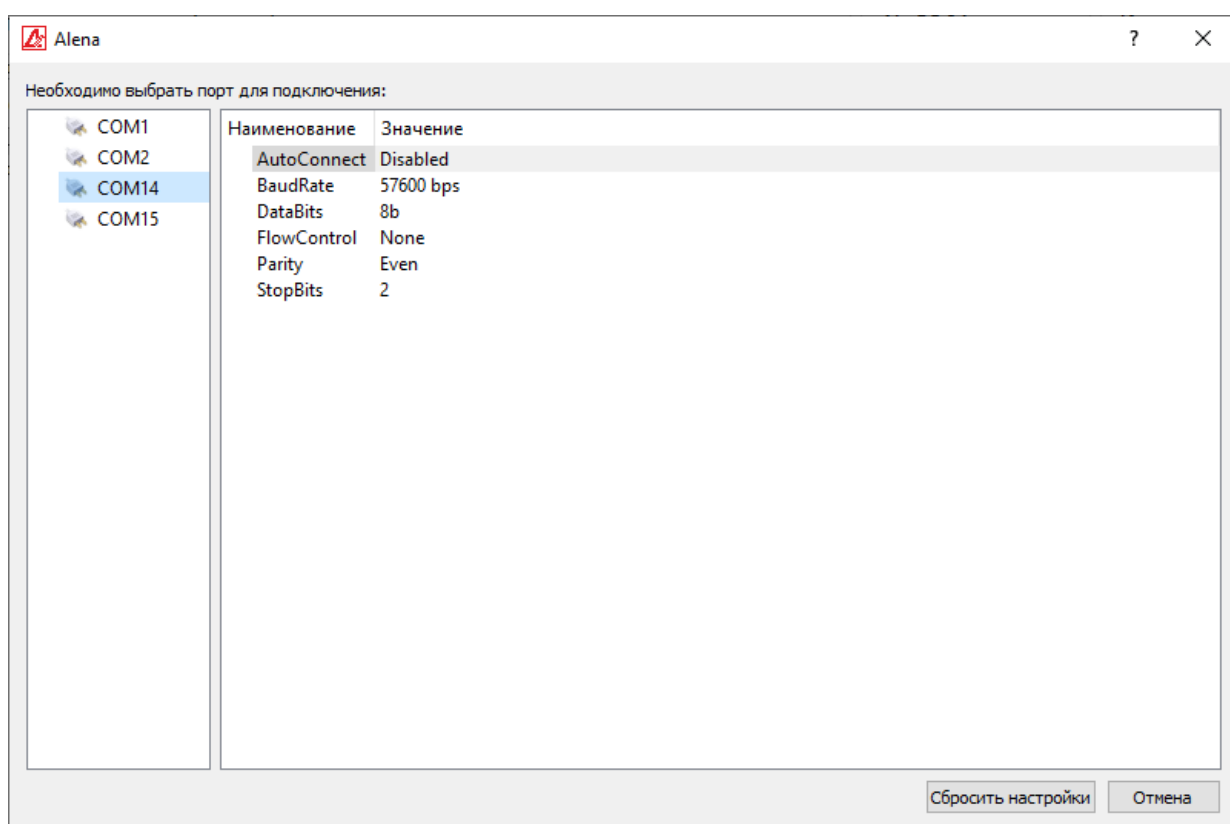 Alena
?
Необходимо выбрать порт для подключения:
COM1
COM2
COM14
COM15
Наименование Значение
AutoConnect Disabled
BaudRate 57600 bps
DataBits 8b
FlowControl None
Parity Even
StopBits 2
Сбросить настройки Отмена